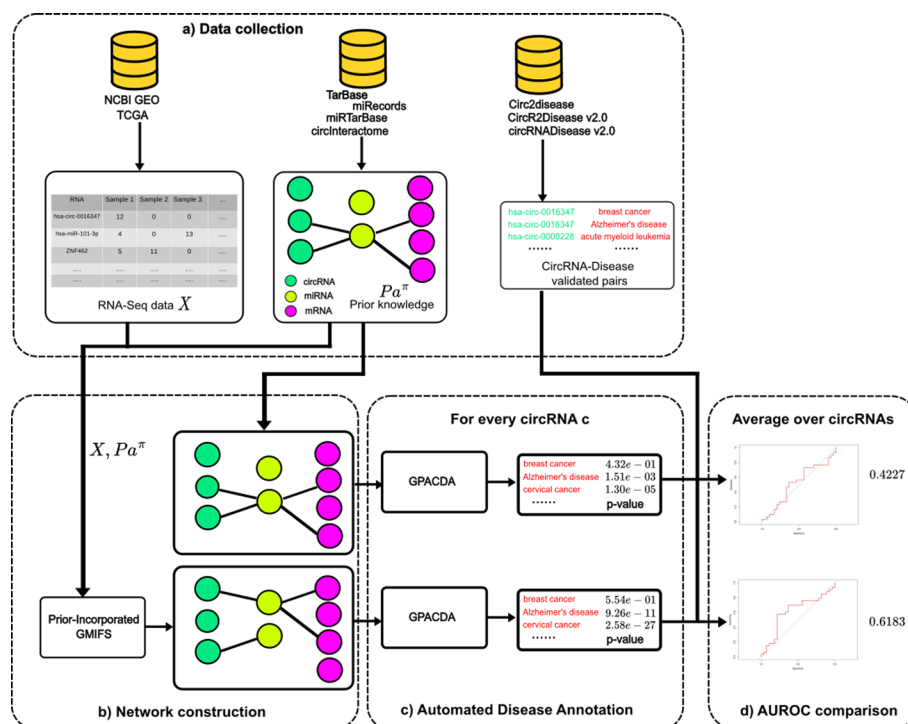 a) Data collection
NCBI GEO
TCGA
TarBase
miRecords
miRTarBase
circInteractome
Circ2disease
CircR2Disease v2.0
circRNADisease v2.0
RNA Sample 1 Sample 2 Sample 3 ...
hsa-circ-0016347 12 0 0 ....
hsa-miR-101-3p 4 0 13 ....
ZNF462 5 11 0 ....
.... .... .... .... ....
.... .... .... .... ....
RNA-Seq data X
circRNA
miRNA
mRNA
Pa^π
Prior knowledge
hsa-circ-0016347 breast cancer
hsa-circ-0016347 Alzheimer's disease
hsa-circ-0000228 acute myeloid leukemia
...... ......
CircRNA-Disease
validated pairs
X, Pa^π
Prior-Incorporated
GMIFS
b) Network construction
For every circRNA c
GPACDA
breast cancer 4.32e − 01
Alzheimer's disease 1.51e − 03
cervical cancer 1.30e − 05
...... p-value
GPACDA
breast cancer 5.54e − 01
Alzheimer's disease 9.26e − 11
cervical cancer 2.58e − 27
...... p-value
c) Automated Disease Annotation
Average over circRNAs
0.4227
0.6183
d) AUROC comparison